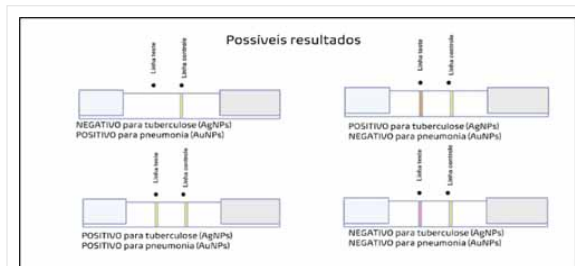 Possíveis resultados
Linha teste
Linha controle
NEGATIVO para tuberculose (AgNPs)
POSITIVO para pneumonia (AuNPs)
Linha teste
Linha controle
POSITIVO para tuberculose (AgNPs)
NEGATIVO para pneumonia (AuNPs)
Linha teste
Linha controle
POSITIVO para tuberculose (AgNPs)
POSITIVO para pneumonia (AuNPs)
Linha teste
Linha controle
NEGATIVO para tuberculose (AgNPs)
NEGATIVO para pneumonia (AuNPs)